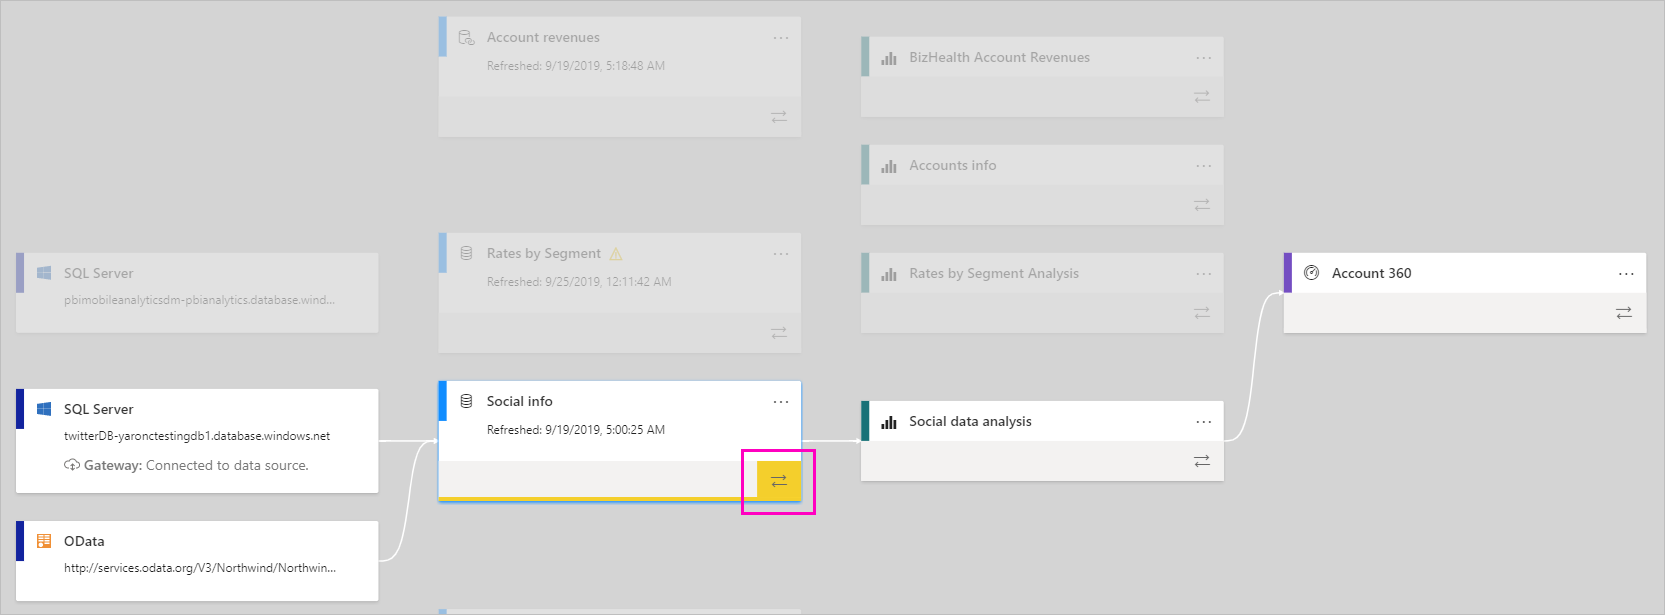 Account revenues
Refreshed: 9/19/2019, 5:18:48 AM
BizHealth Account Revenues
Accounts info
Rates by Segment
Refreshed: 9/25/2019, 12:11:42 AM
SQL Server
pbimobileanalyticsdm-pbianalytics.database.wind...
Rates by Segment Analysis
Account 360
SQL Server
twitterDB-yaronctestingdb1.database.windows.net
Gateway: Connected to data source.
Social info
Refreshed: 9/19/2019, 5:00:25 AM
Social data analysis
OData
http://services.odata.org/V3/Northwind/Northwin...